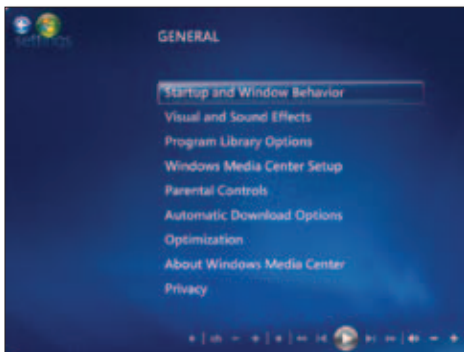 settings
GENERAL
Startup and Window Behavior
Visual and Sound Effects
Program Library Options
Windows Media Center Setup
Parental Controls
Automatic Download Options
Optimization
About Windows Media Center
Privacy
ch